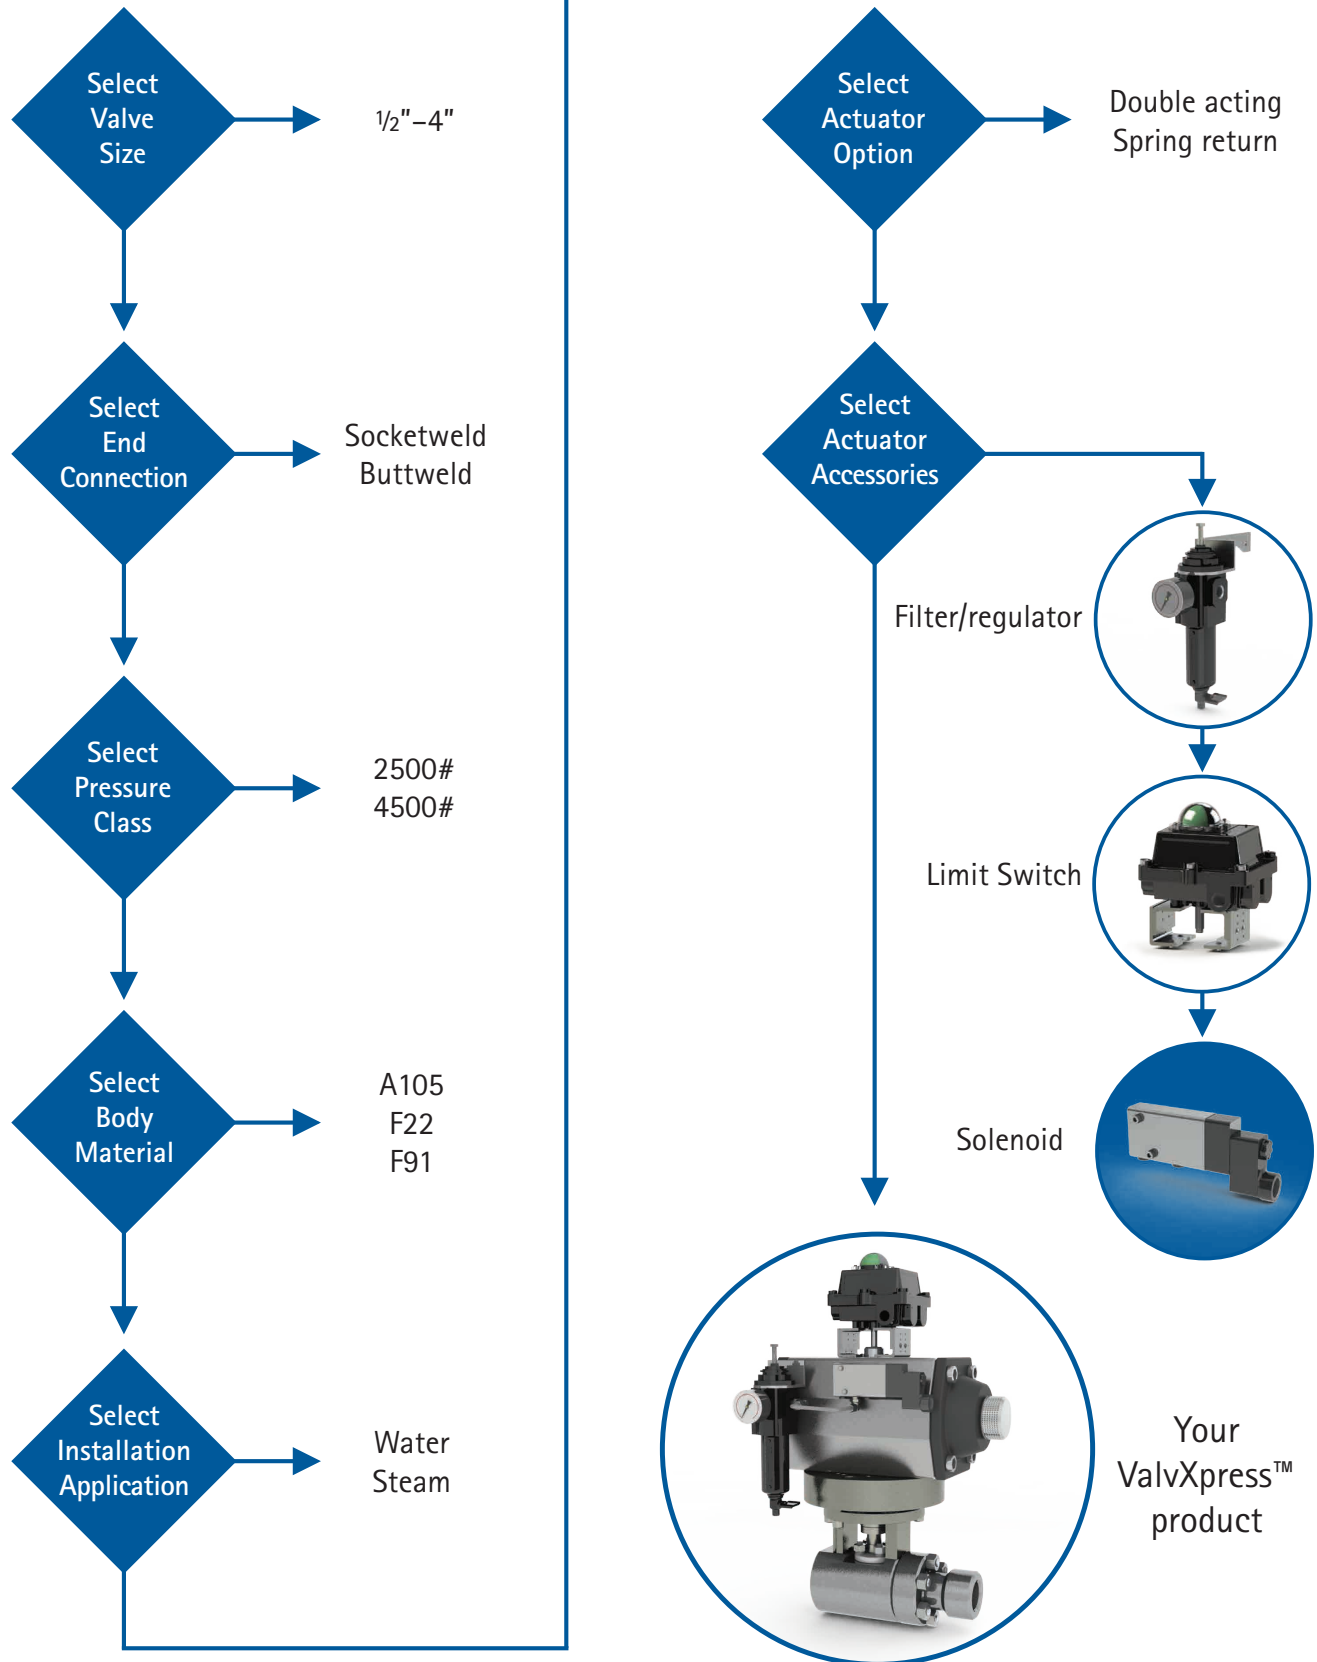 Select
Valve
Size
½"–4"
Select
End
Connection
Socketweld
Buttweld
Select
Pressure
Class
2500#
4500#
Select
Body
Material
A105
F22
F91
Select
Installation
Application
Water
Steam
Select
Actuator
Option
Double acting
Spring return
Select
Actuator
Accessories
Filter/regulator
Limit Switch
Solenoid
Your
ValvXpress™
product